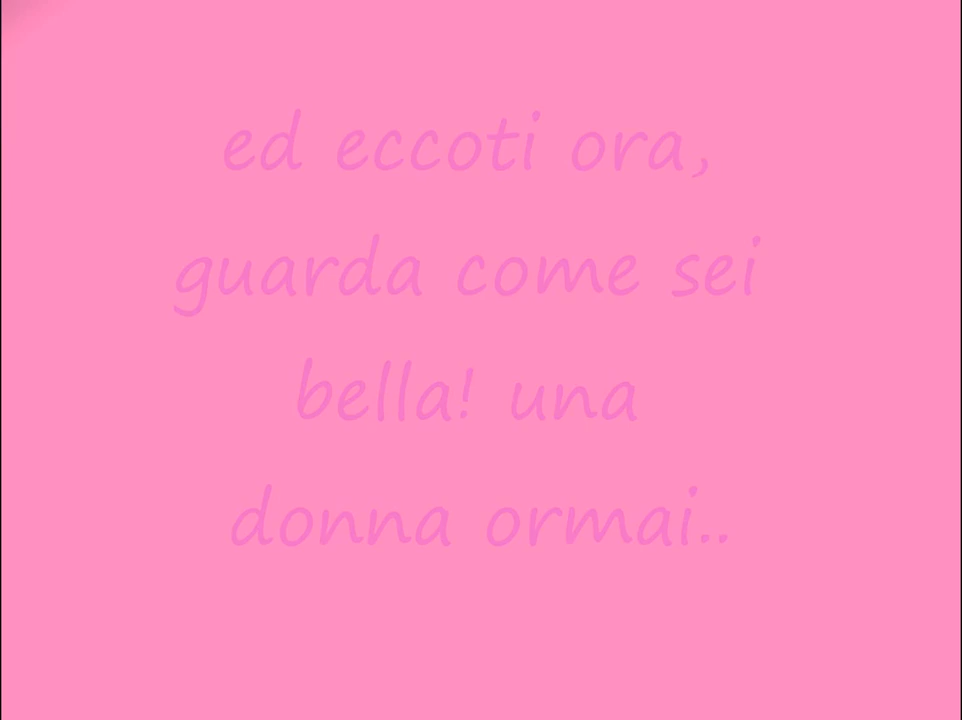 ed eccoti ora,
guarda come sei
bella! una
donna ormai..